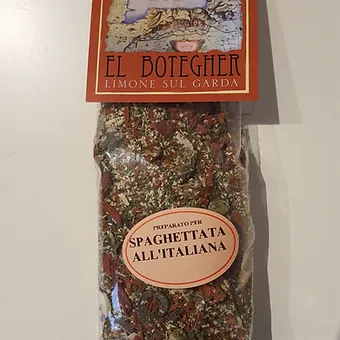 EL BOTEGHER
LIMONE SUL GARDA
PREPARATO PER
SPAGHETTATA
ALL'ITALIANA